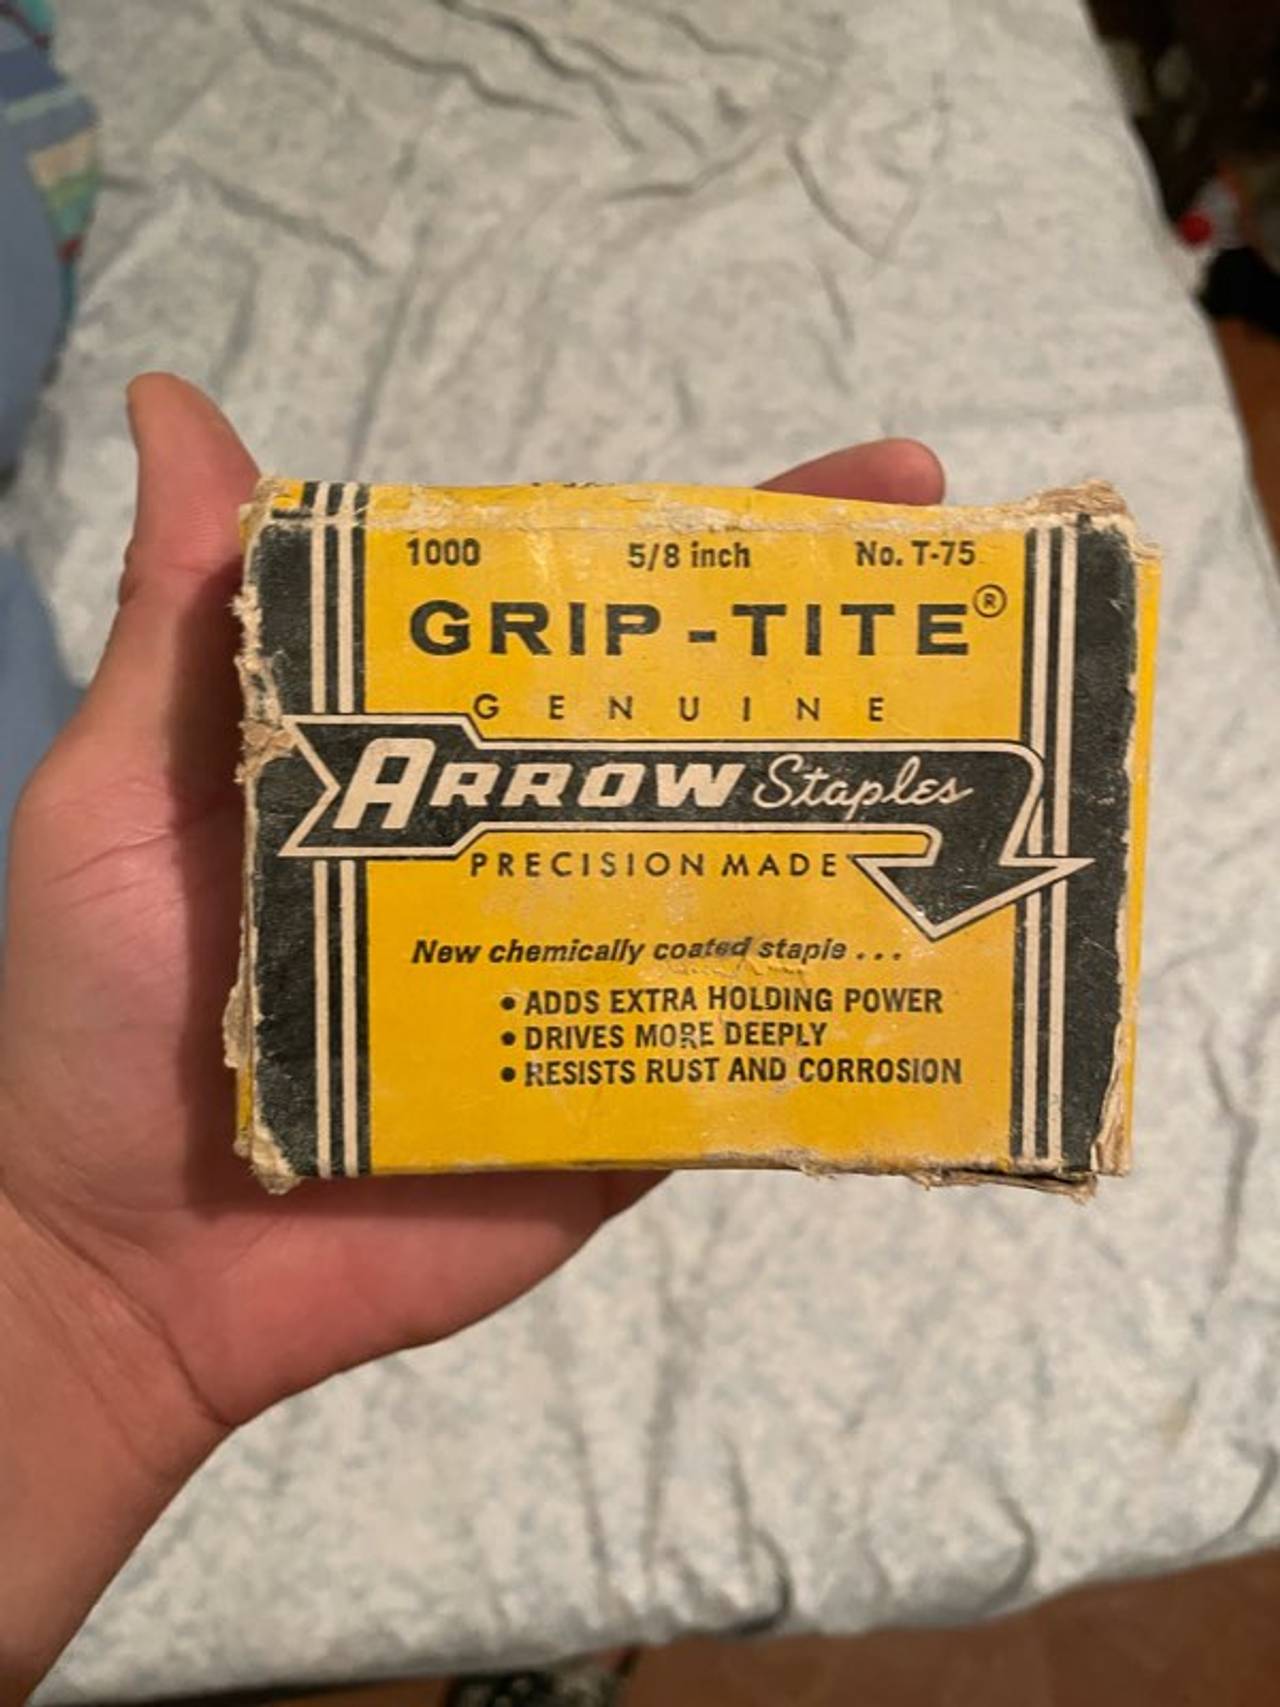 1000 5/8 inch No. T-75
GRIP-TITE®
GENUINE
ARROW Staples
PRECISION MADE
New chemically coated staple . . .
• ADDS EXTRA HOLDING POWER
• DRIVES MORE DEEPLY
• RESISTS RUST AND CORROSION